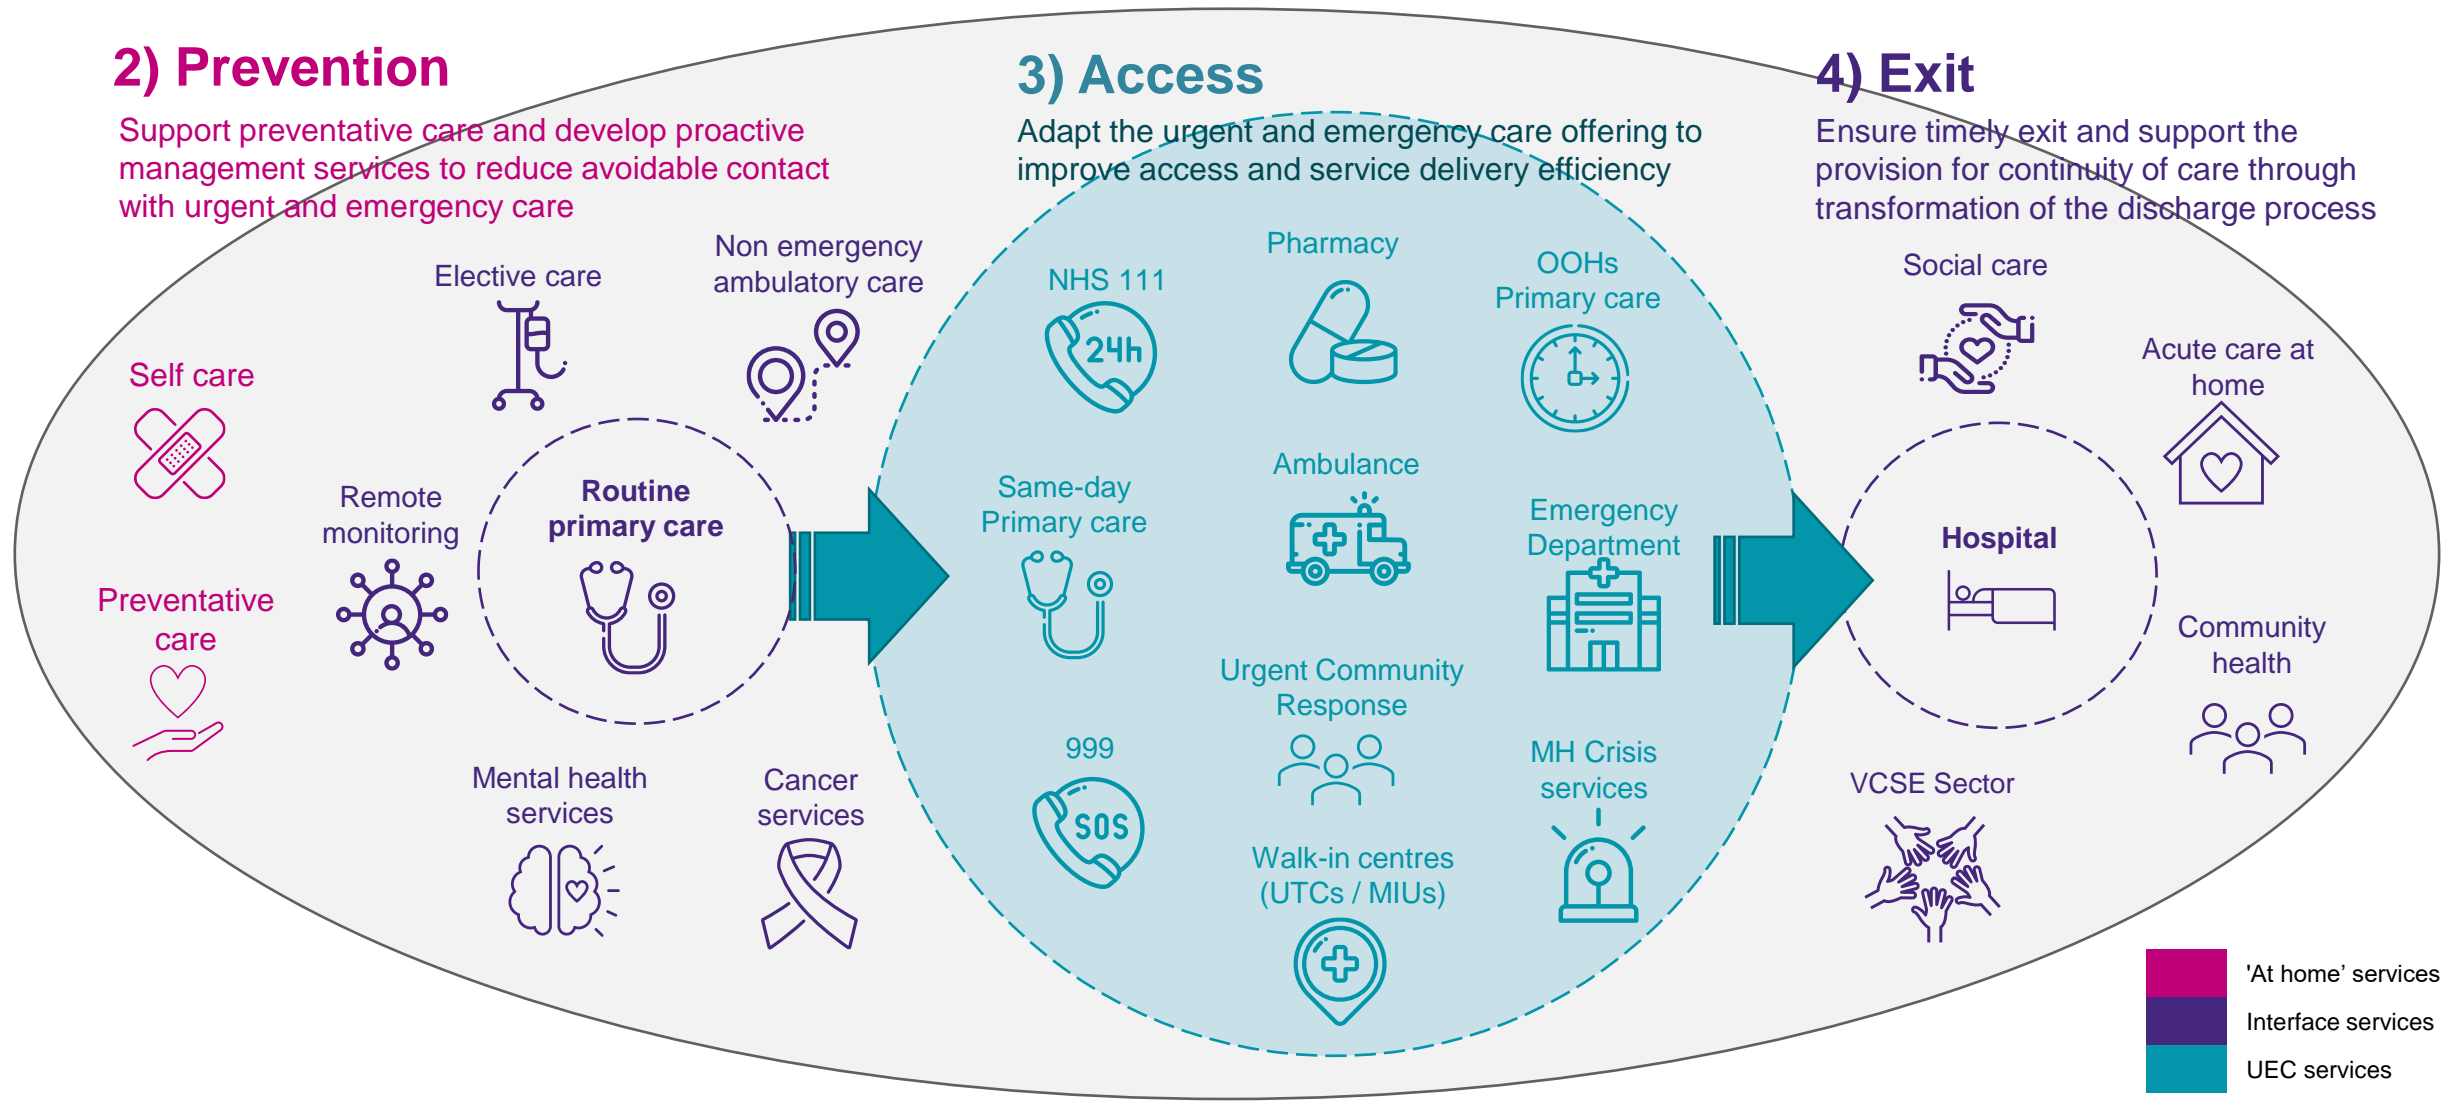 2) Prevention
Support preventative care and develop proactive
management services to reduce avoidable contact
with urgent and emergency care
3) Access
Adapt the urgent and emergency care offering to
improve access and service delivery efficiency
4) Exit
Ensure timely exit and support the
provision for continuity of care through
transformation of the discharge process
Self care
Preventative
care
Elective care
Non emergency
ambulatory care
Remote
monitoring
Routine
primary care
Mental health
services
Cancer
services
NHS 111
24h
Pharmacy
OOHs
Primary care
Same-day
Primary care
Ambulance
Emergency
Department
Urgent Community
Response
999
SOS
MH Crisis
services
Walk-in centres
(UTCs / MIUs)
Social care
Acute care at
home
Hospital
Community
health
VCSE Sector
'At home’ services
Interface services
UEC services